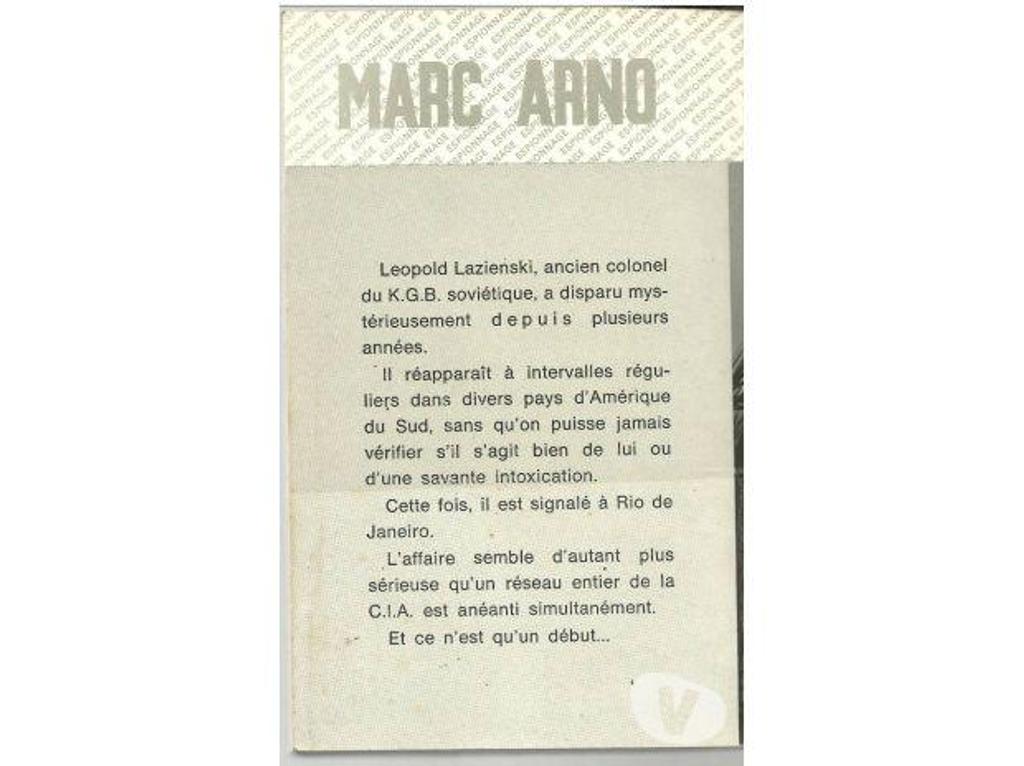 MARC ARNO
Leopold Lazienski, ancien colonel
du K.G.B. soviétique, a disparu mys-
térieusement depuis plusieurs
années.
Il réapparaît à intervalles régu-
liers dans divers pays d'Amérique
du Sud, sans qu'on puisse jamais
vérifier s'il s'agit bien de lui ou
d'une savante intoxication.
Cette fois, il est signalé à Rio de
Janeiro.
L'affaire semble d'autant plus
sérieuse qu'un réseau entier de la
C.I.A. est anéanti simultanément.
Et ce n'est qu'un début...
V